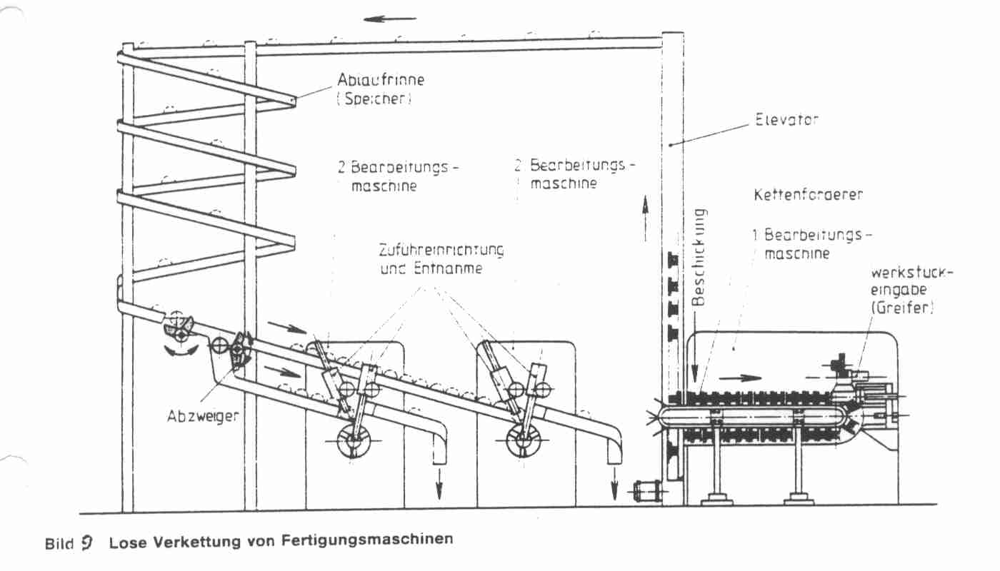 Ablaufrinne
(Speicher)
Elevator
2 Bearbeitungs-
maschine
2 Bearbeitungs-
maschine
Kettenförderer
Beschickung
1 Bearbeitungs-
maschine
Zuführeinrichtung
und Entnahme
Werkstück-
eingabe
(Greifer)
Abzweiger
Bild 9 Lose Verkettung von Fertigungsmaschinen